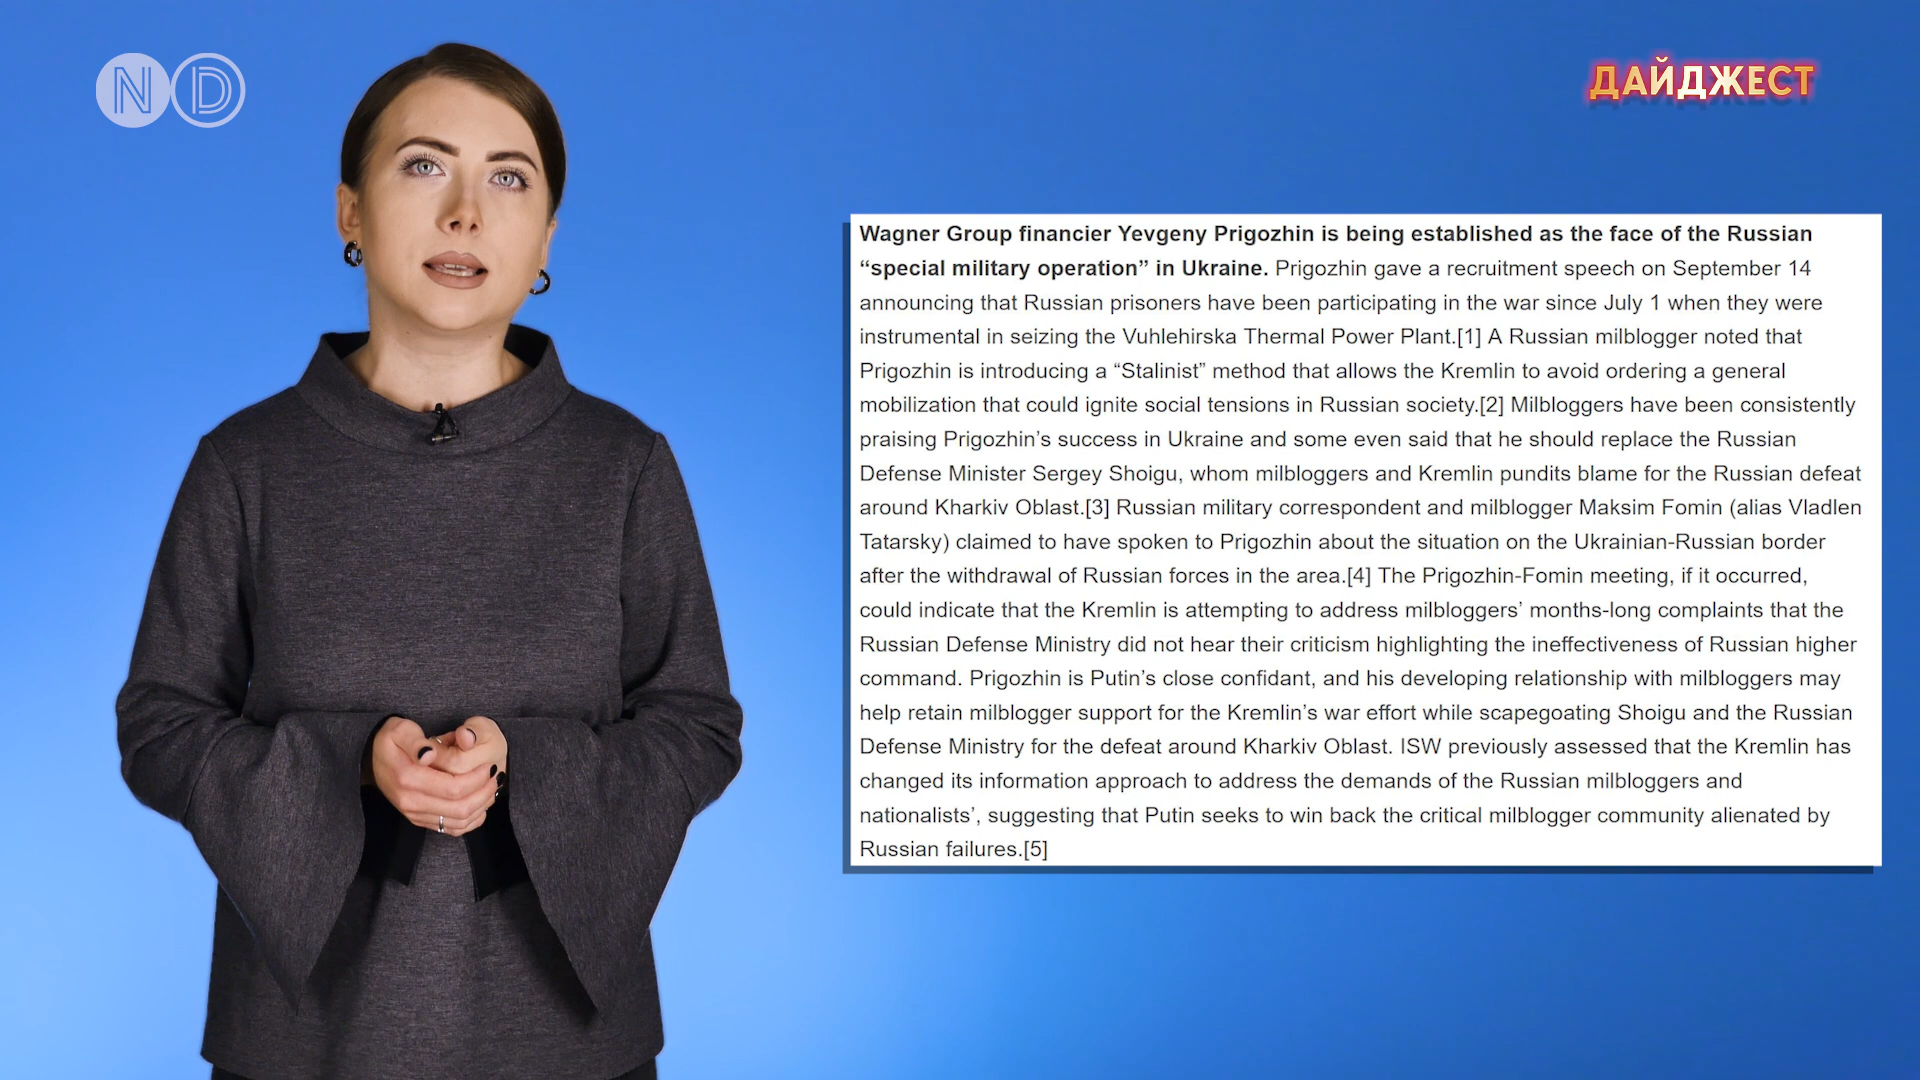 ND
ДАЙДЖЕСТ
Wagner Group financier Yevgeny Prigozhin is being established as the face of the Russian
“special military operation” in Ukraine. Prigozhin gave a recruitment speech on September 14
announcing that Russian prisoners have been participating in the war since July 1 when they were
instrumental in seizing the Vuhlehirska Thermal Power Plant.[1] A Russian milblogger noted that
Prigozhin is introducing a “Stalinist” method that allows the Kremlin to avoid ordering a general
mobilization that could ignite social tensions in Russian society.[2] Milbloggers have been consistently
praising Prigozhin’s success in Ukraine and some even said that he should replace the Russian
Defense Minister Sergey Shoigu, whom milbloggers and Kremlin pundits blame for the Russian defeat
around Kharkiv Oblast.[3] Russian military correspondent and milblogger Maksim Fomin (alias Vladlen
Tatarsky) claimed to have spoken to Prigozhin about the situation on the Ukrainian-Russian border
after the withdrawal of Russian forces in the area.[4] The Prigozhin-Fomin meeting, if it occurred,
could indicate that the Kremlin is attempting to address milbloggers’ months-long complaints that the
Russian Defense Ministry did not hear their criticism highlighting the ineffectiveness of Russian higher
command. Prigozhin is Putin’s close confidant, and his developing relationship with milbloggers may
help retain milblogger support for the Kremlin’s war effort while scapegoating Shoigu and the Russian
Defense Ministry for the defeat around Kharkiv Oblast. ISW previously assessed that the Kremlin has
changed its information approach to address the demands of the Russian milbloggers and
nationalists’, suggesting that Putin seeks to win back the critical milblogger community alienated by
Russian failures.[5]